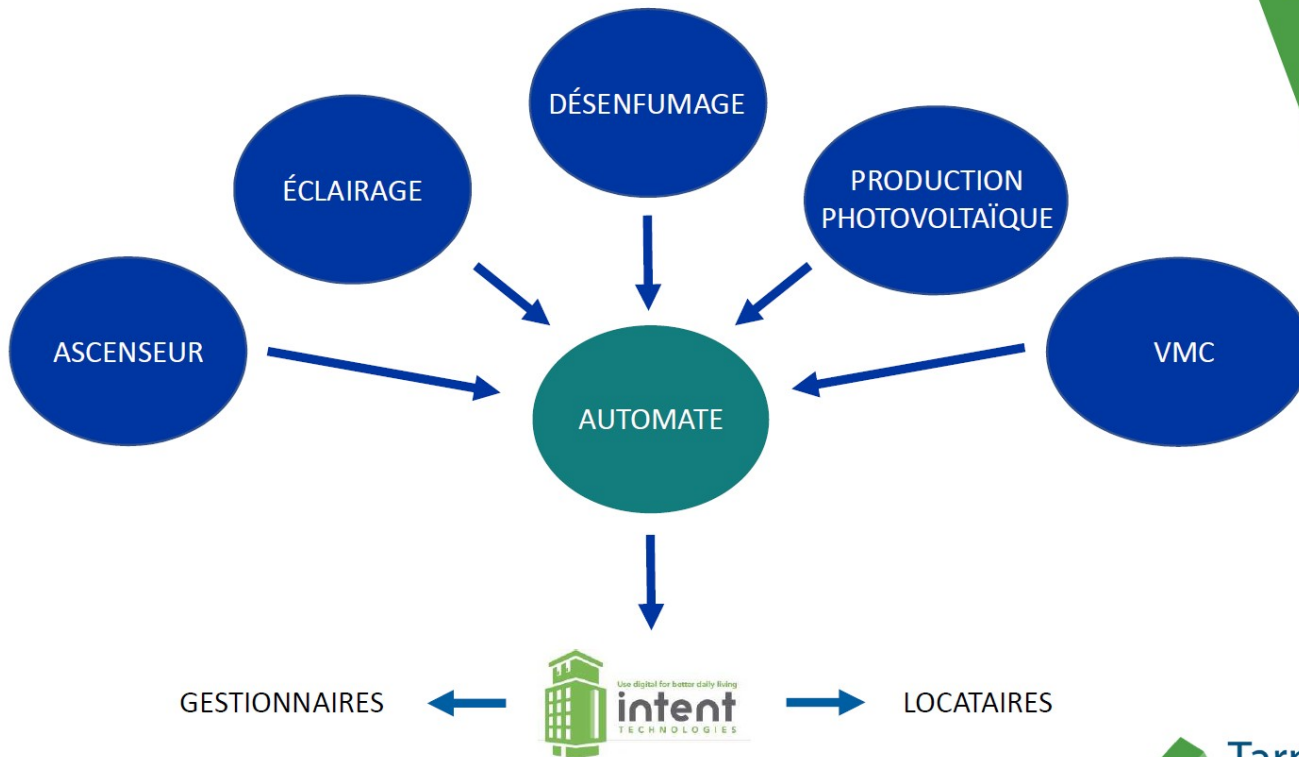 DÉSENFUMAGE
ÉCLAIRAGE
PRODUCTION
PHOTOVOLTAÏQUE
ASCENSEUR
VMC
AUTOMATE
Use digital for better daily living
intent
TECHNOLOGIES
GESTIONNAIRES
LOCATAIRES